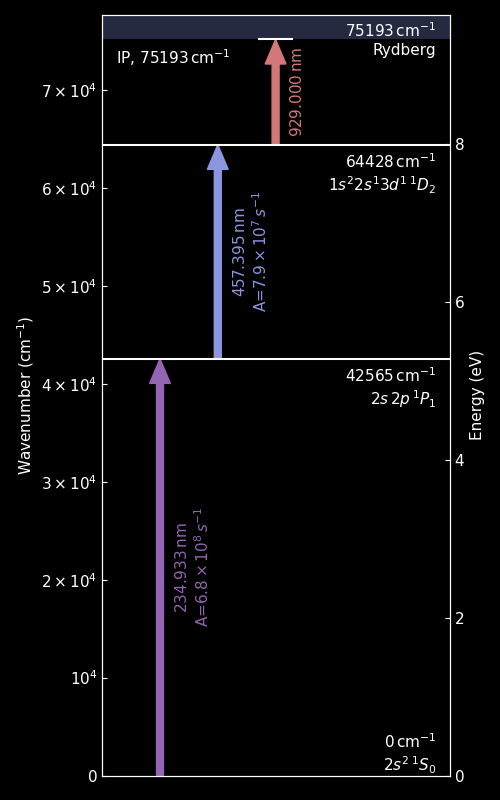 75193 cm⁻¹
Rydberg
IP, 75193 cm⁻¹
929.000 nm
64428 cm⁻¹
1s²2s¹3d¹ ¹D₂
457.395 nm
A=7.9 × 10⁷ s⁻¹
42565 cm⁻¹
2s 2p ¹P₁
234.933 nm
A=6.8 × 10⁸ s⁻¹
0 cm⁻¹
2s² ¹S₀
Wavenumber (cm⁻¹)
7 × 10⁴
6 × 10⁴
5 × 10⁴
4 × 10⁴
3 × 10⁴
2 × 10⁴
10⁴
0
Energy (eV)
8
6
4
2
0